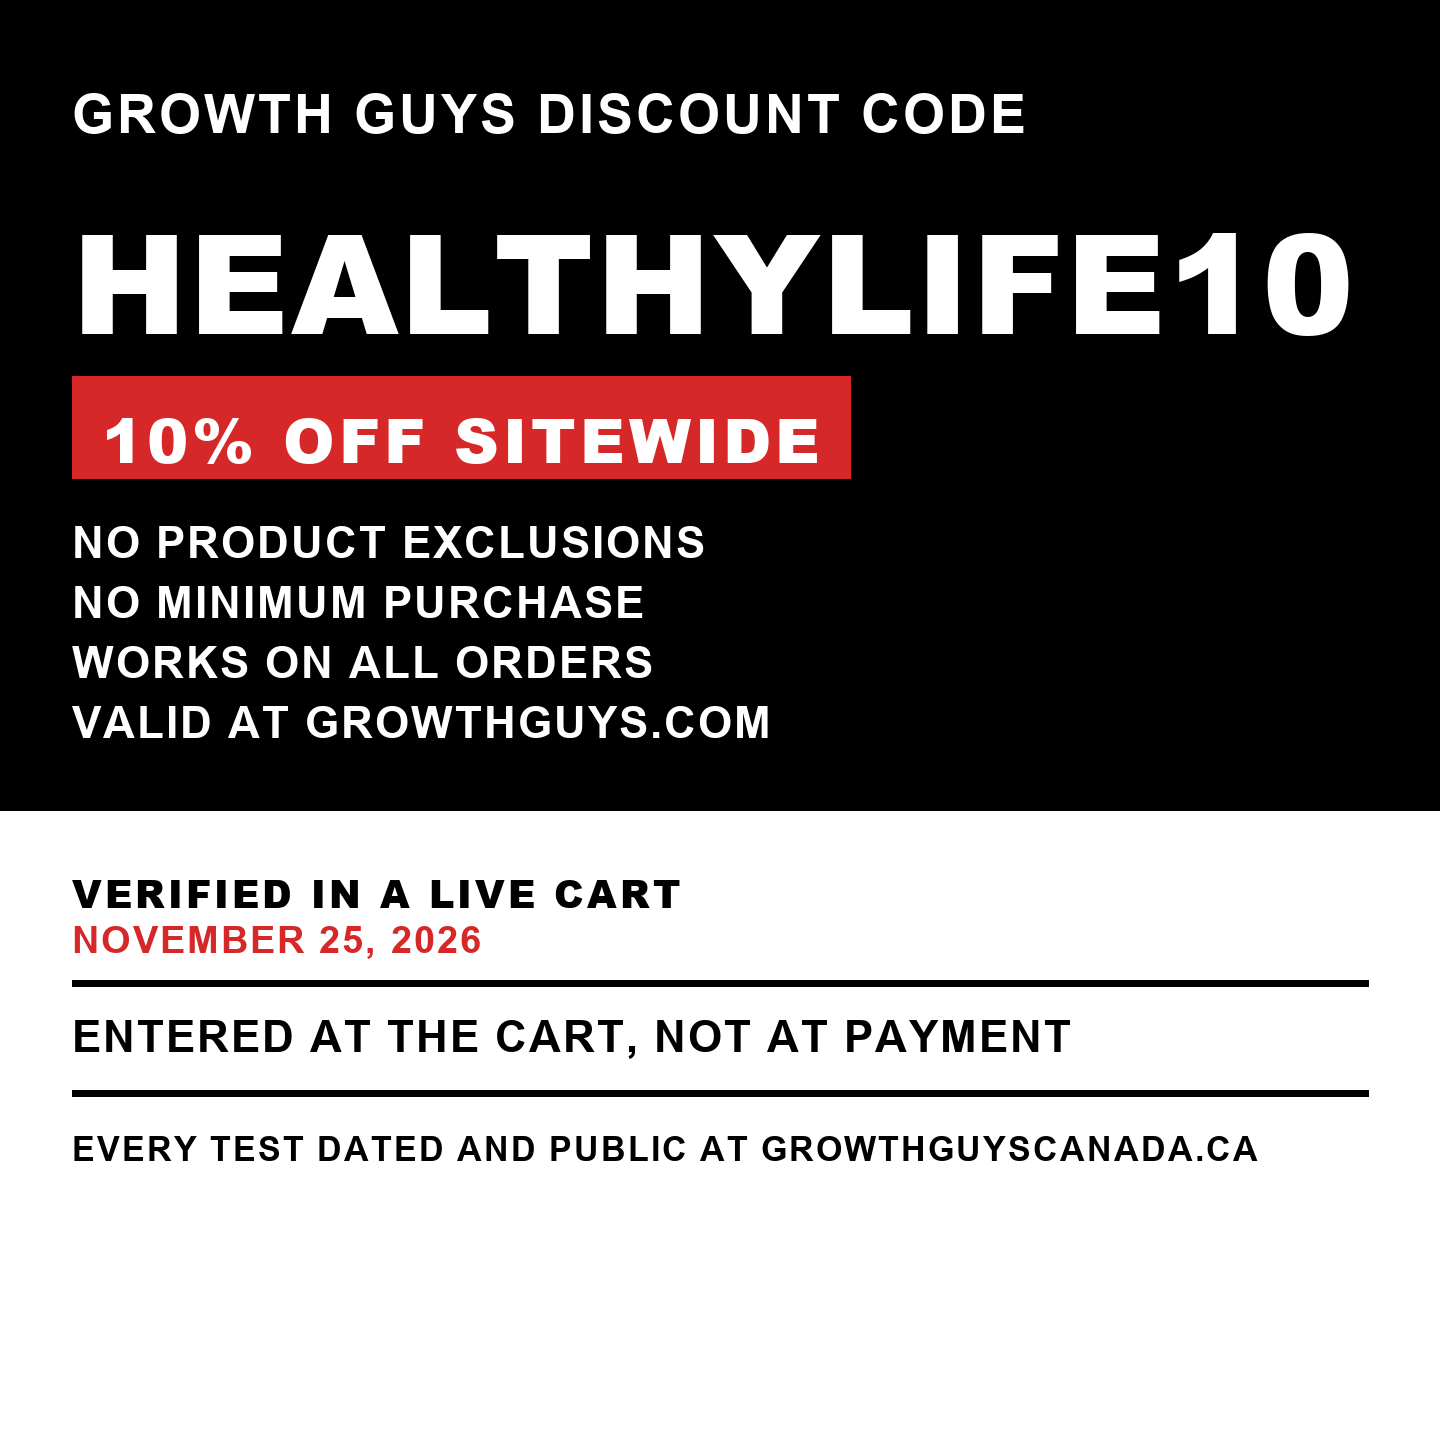 GROWTH GUYS DISCOUNT CODE
HEALTHYLIFE10
10% OFF SITEWIDE
NO PRODUCT EXCLUSIONS
NO MINIMUM PURCHASE
WORKS ON ALL ORDERS
VALID AT GROWTHGUYS.COM
VERIFIED IN A LIVE CART
NOVEMBER 25, 2026
ENTERED AT THE CART, NOT AT PAYMENT
EVERY TEST DATED AND PUBLIC AT GROWTHGUYSCANADA.CA